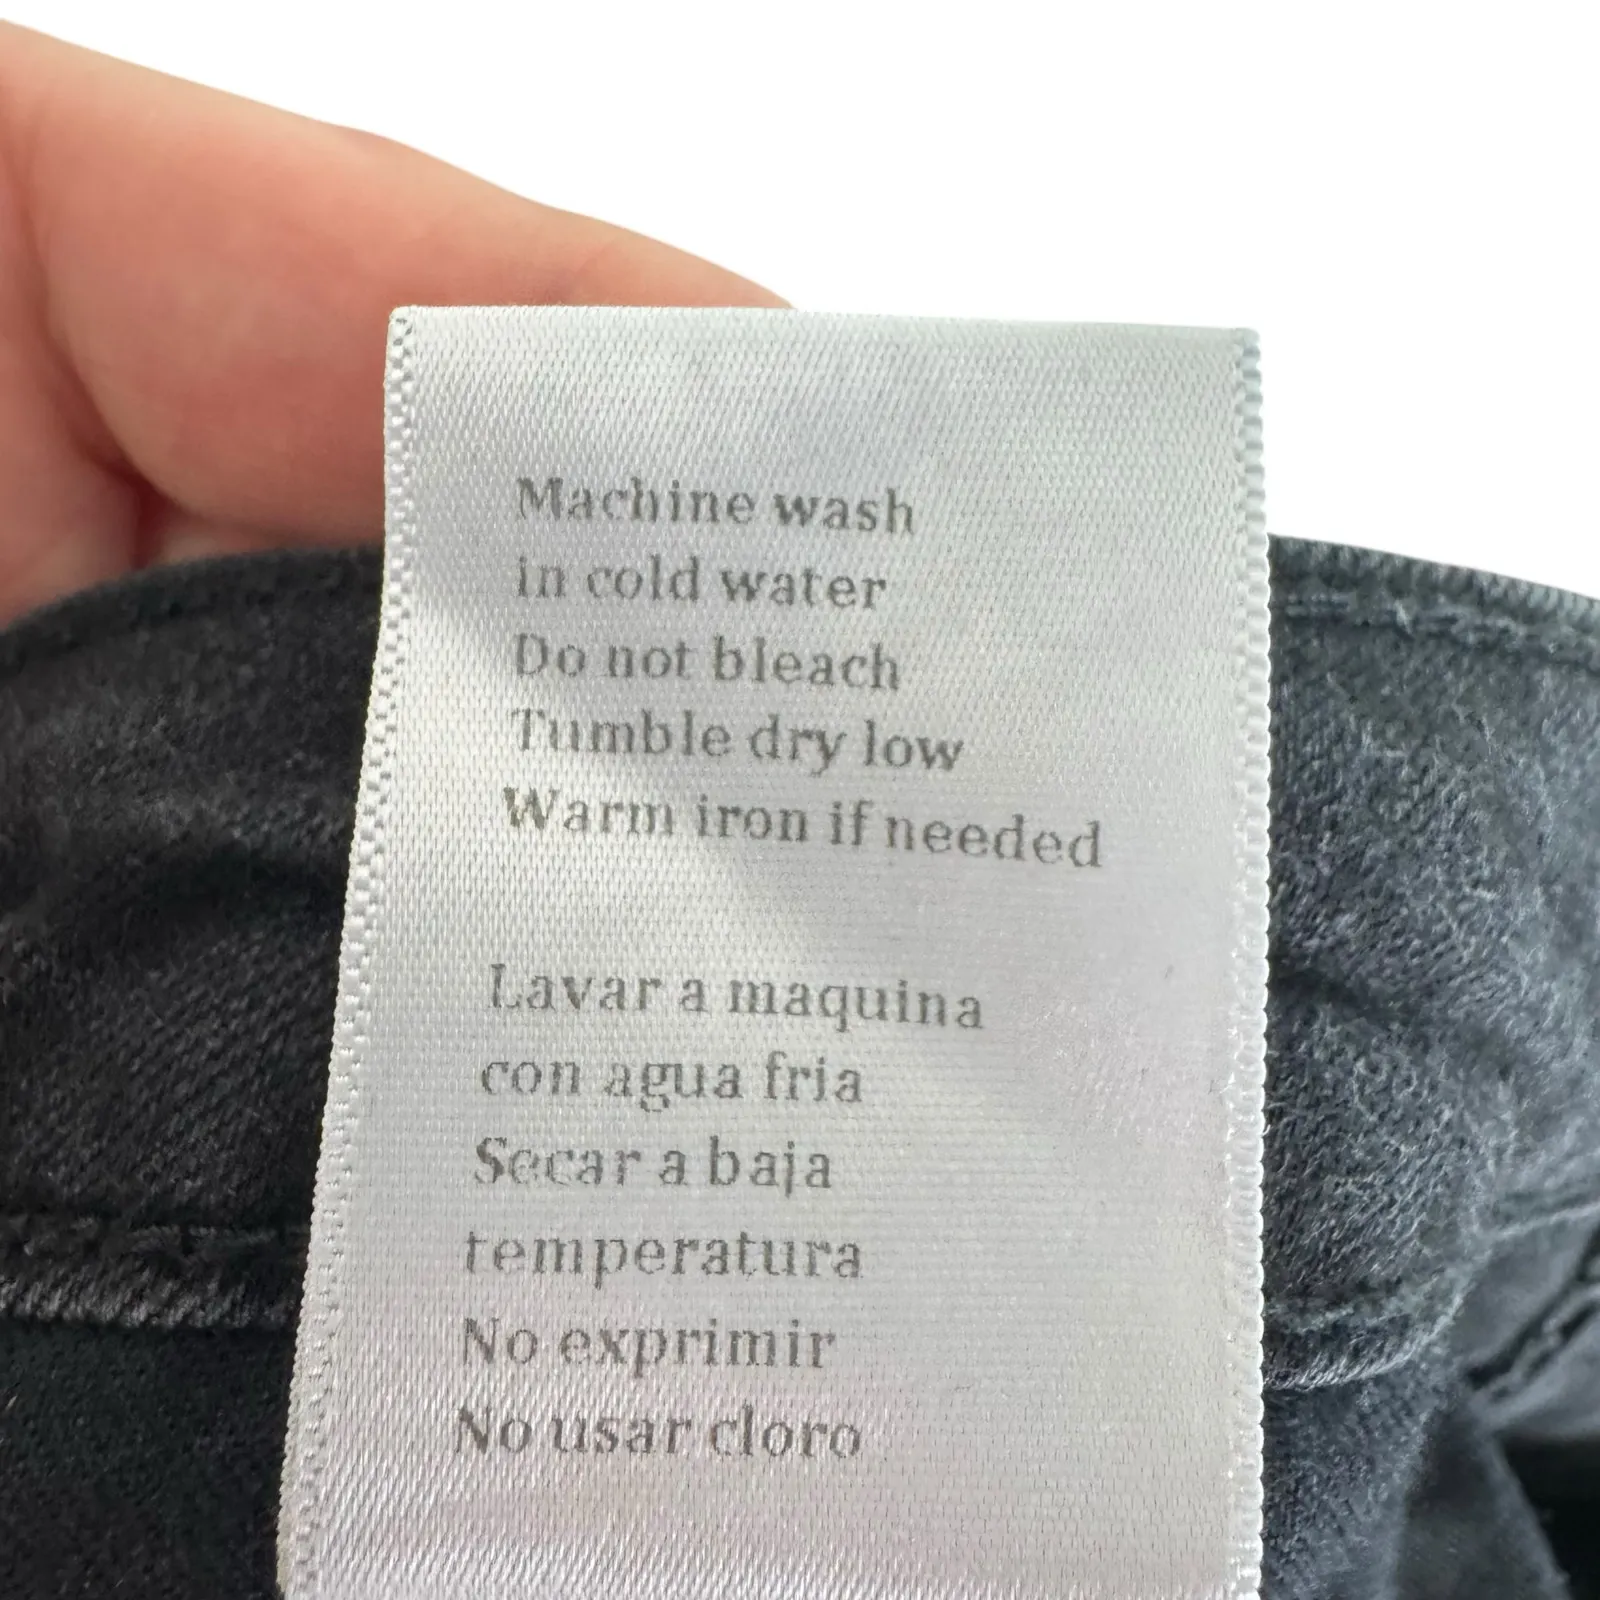 Machine wash
in cold water
Do not bleach
Tumble dry low
Warm iron if needed
Lavar a maquina
con agua fria
Secar a baja
temperatura
No exprimir
No usar cloro